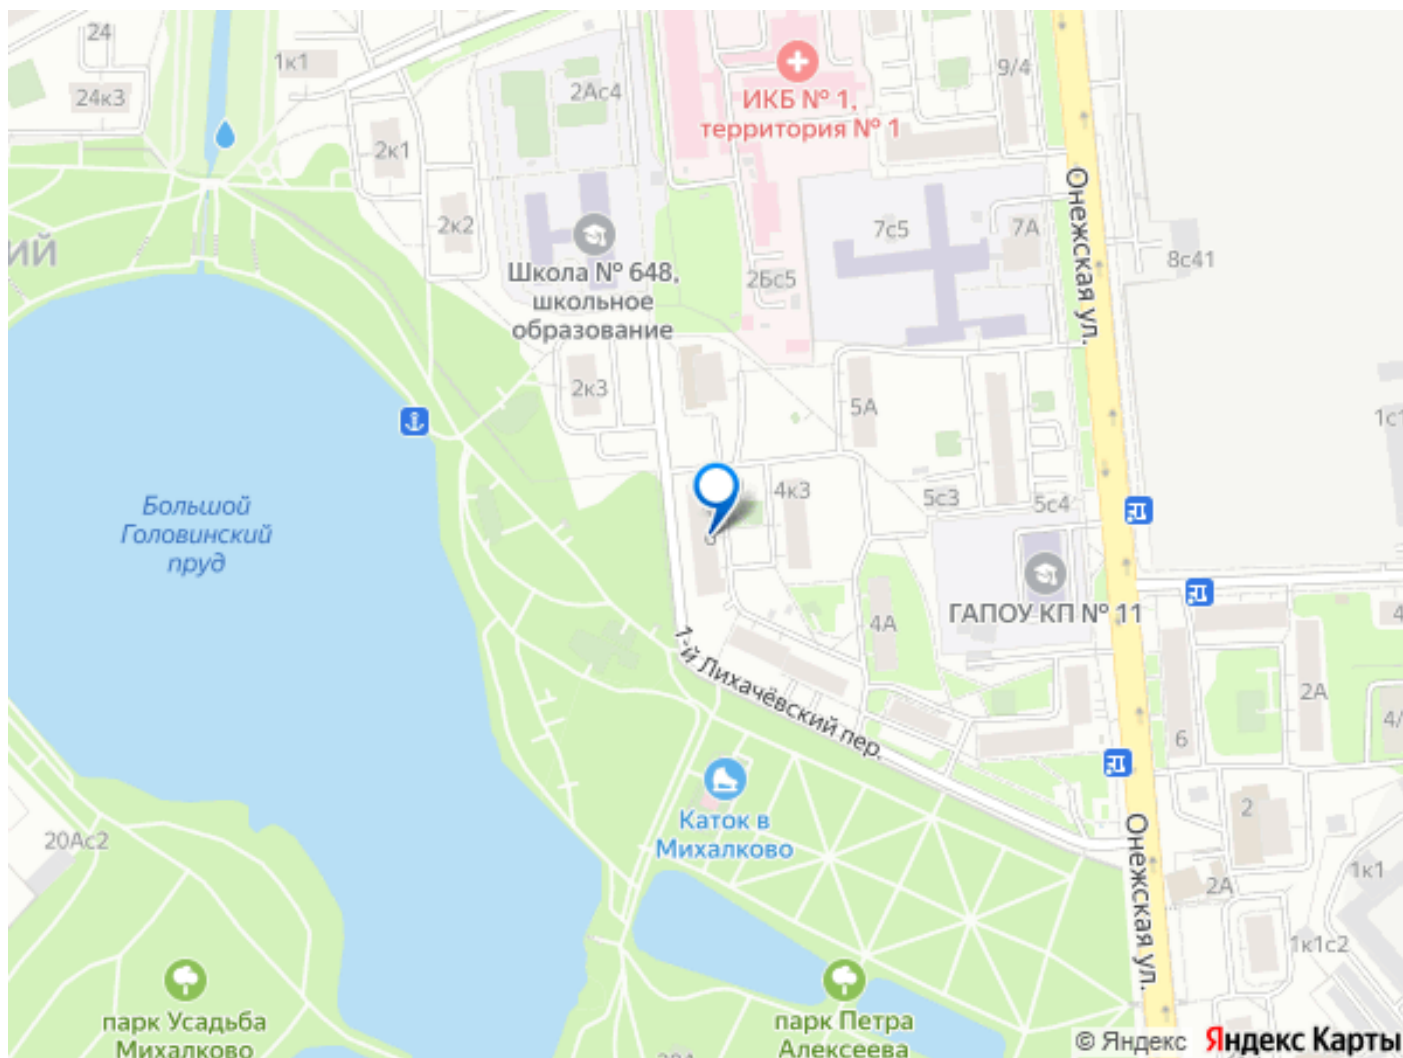 24
1к1
24к3
2Ас4
9/4
ИКБ № 1,
территория № 1
2к1
2к2
ИЙ
Школа № 648,
школьное
образование
2Бс5
7с5
7А
Онежская ул.
8с41
2к3
5А
1с1
4к3
5с3
5с4
Большой
Головинский
пруд
ГАПОУ КП № 11
4А
4
2А
4/
6
1-й Лихачёвский пер.
Каток в
Михалково
2
20Ас2
Онежская ул.
2А
1к1
1к1с2
парк Усадьба
Михалково
парк Петра
Алексеева
© Яндекс Яндекс Карты